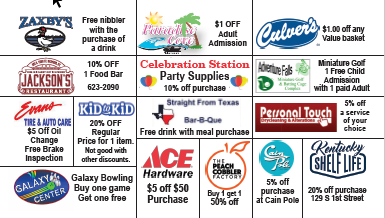 ZAXBY'S
Free nibbler
with the
purchase of
a drink
$1 OFF
Adult
Admission
Culver's
$1.00 off any
Value basket
JACKSON'S
RESTAURANT
10% OFF
1 Food Bar
623-2090
Celebration Station
Party Supplies
10% off purchase
Adventure Falls
Miniature Golf
& Batting Cage
Complex
Miniature Golf
1 Free Child
Admission
with 1 paid Adult
Evans
TIRE & AUTO CARE
$5 Off Oil
Change
Free Brake
Inspection
KiD to KiD
20% OFF
Regular
Price for 1 item.
Not good with
other discounts.
Straight From Texas
Bar-B-Que
Free drink with meal purchase
Personal Touch
Drycleaning & Alterations
5% off
a service
of your
choice
GALAXY
CENTER
Galaxy Bowling
Buy one game
Get one free
ACE
Hardware
$5 off $50
Purchase
THE
PEACH
COBBLER
FACTORY
Buy 1 get 1
50% off
Cain
Pole
5% off
purchase
at Cain Pole
Kentucky
SHELF LIFE
20% off purchase
129 S 1st Street